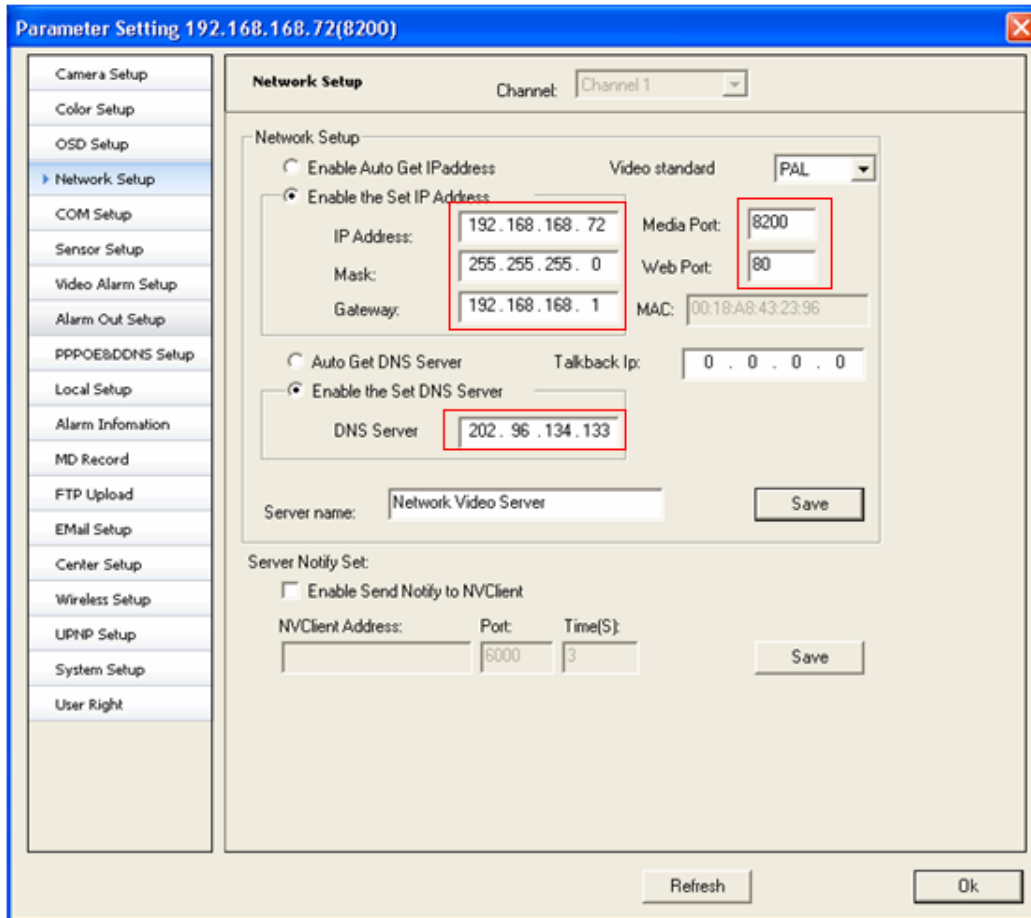 Parameter Setting 192.168.168.72(8200)
Camera Setup
Color Setup
OSD Setup
Network Setup
COM Setup
Sensor Setup
Video Alarm Setup
Alarm Out Setup
PPPOE&DDNS Setup
Local Setup
Alarm Infomation
MD Record
FTP Upload
EMail Setup
Center Setup
Wireless Setup
UPNP Setup
System Setup
User Right
Network Setup
Channel: Channel 1
Network Setup
Enable Auto Get IPaddress
Video standard PAL
Enable the Set IP Address
IP Address: 192.168.168. 72
Media Port: 8200
Mask: 255.255.255. 0
Web Port: 80
Gateway: 192.168.168. 1
MAC: 00:18:A8:43:23:96
Auto Get DNS Server
Talkback Ip: 0 . 0 . 0 . 0
Enable the Set DNS Server
DNS Server 202. 96 .134.133
Server name: Network Video Server
Save
Server Notify Set:
Enable Send Notify to NVClient
NVClient Address: Port: Time(S):
6000 3
Save
Refresh Ok